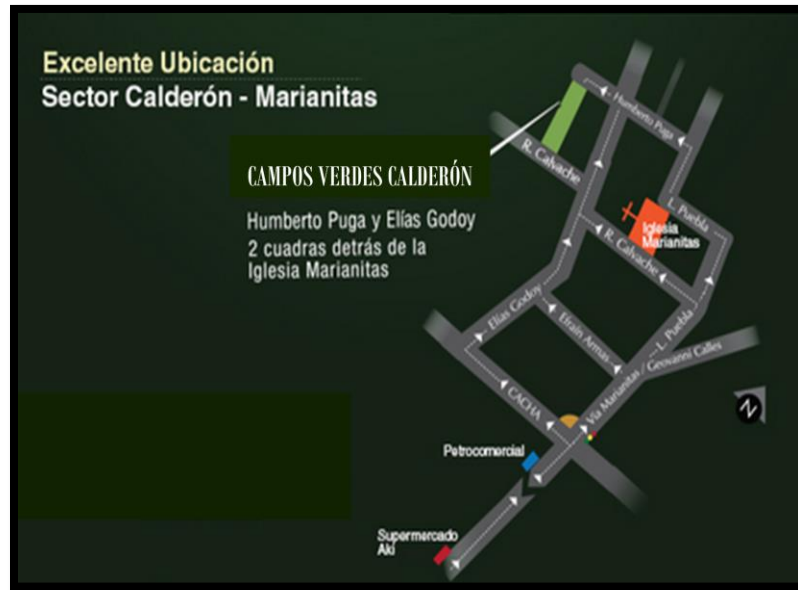 Excelente Ubicación
Sector Calderón - Marianitas
CAMPOS VERDES CALDERÓN
Humberto Puga y Elías Godoy
2 cuadras detrás de la
Iglesia Marianitas
Humberto Puga
R. Calvache
L. Puebla
Iglesia
Marianitas
R. Calvache
Elías Godoy
Efraín Armas
L. Puebla
Vía Marianitas / Geovanni Calles
CACHA
N
Petrocomercial
Supermercado
Akí